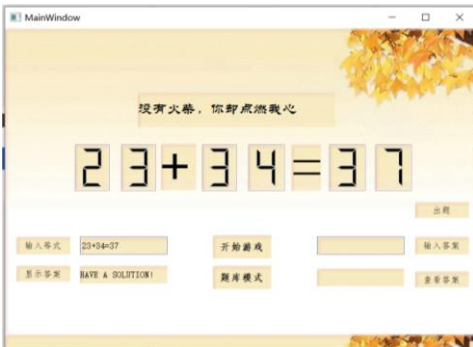 MainWindow
没有火柴，你却点燃我心
23+34=37
出题
输入等式 23+34=37 开始游戏 输入答案
显示答案 HAVE A SOLUTION! 题库模式 查看答案